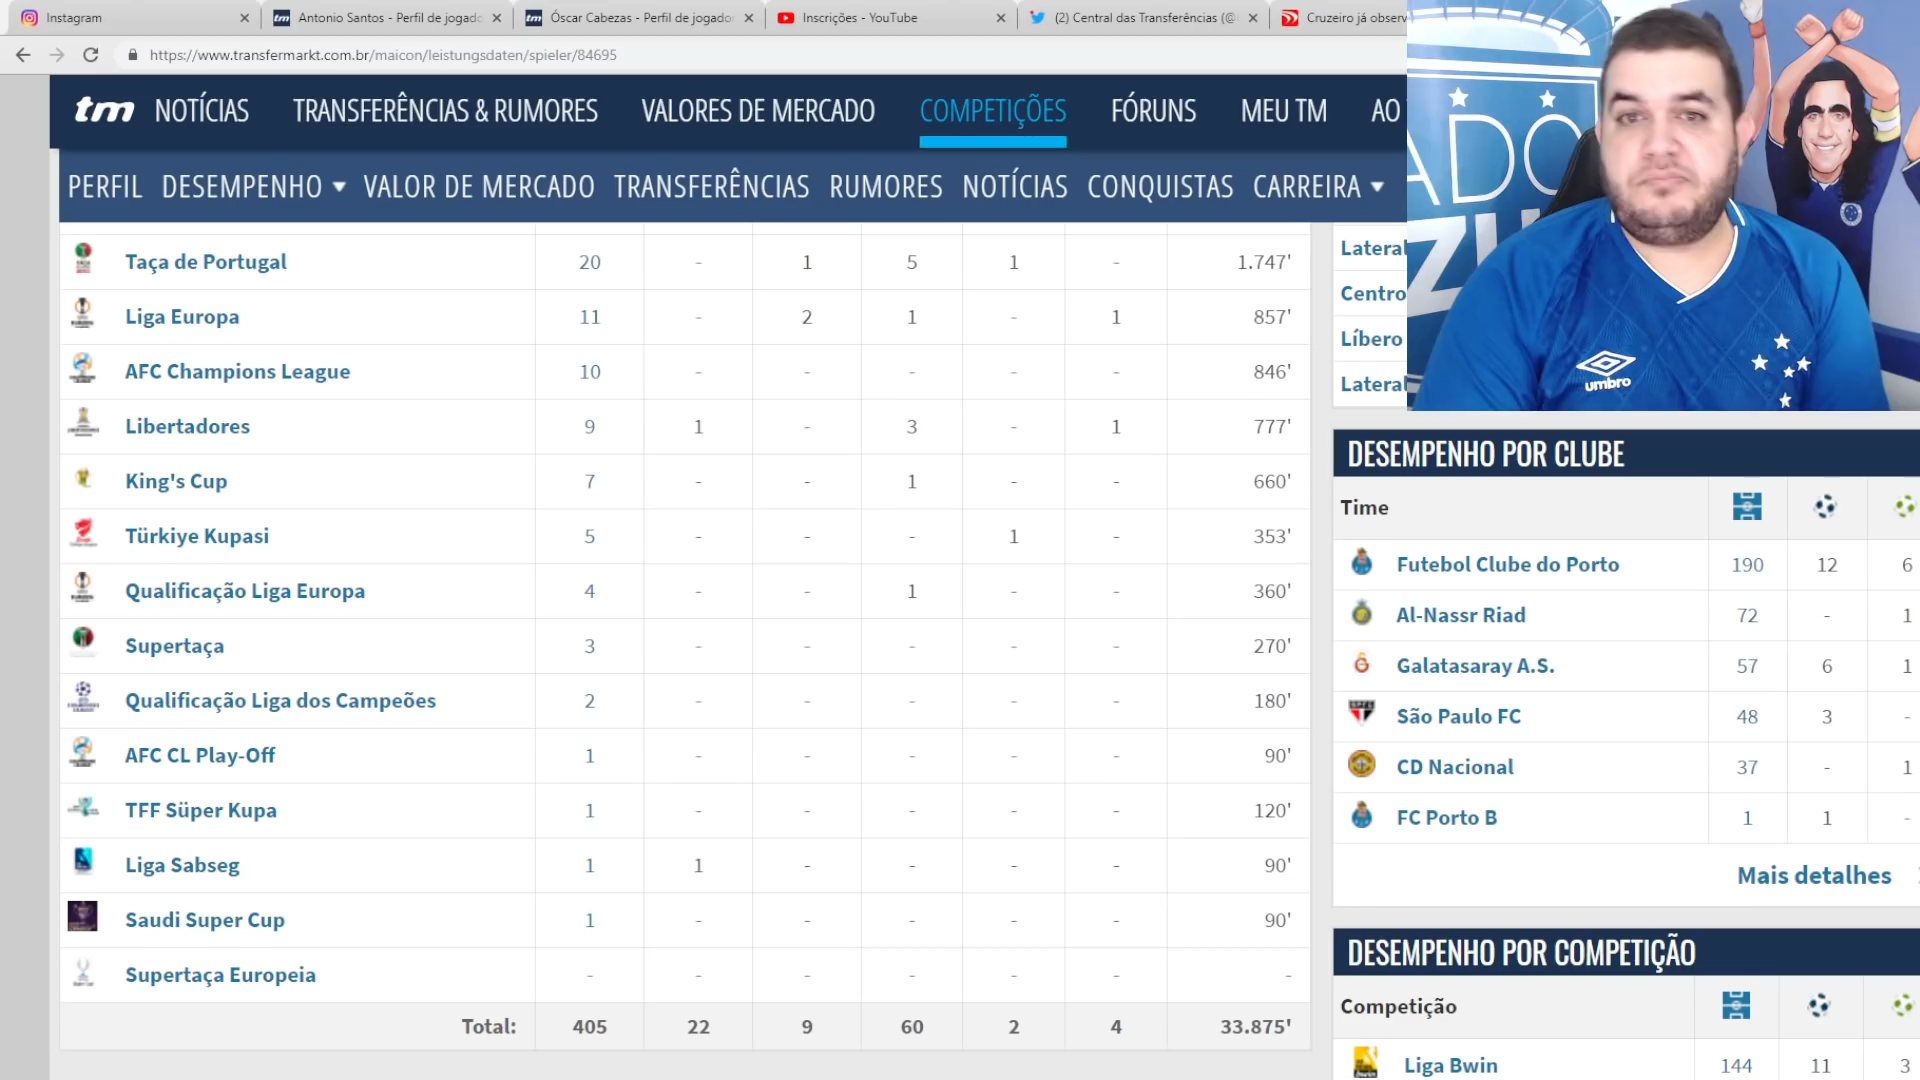 Instagram
Antonio Santos - Perfil de jogado
Óscar Cabezas - Perfil de jogador
Inscrições - YouTube
(2) Central das Transferências (@
Cruzeiro já observ
https://www.transfermarkt.com.br/maicon/leistungsdaten/spieler/84695
tm NOTÍCIAS TRANSFERÊNCIAS & RUMORES VALORES DE MERCADO COMPETIÇÕES FÓRUNS MEU TM AO
PERFIL DESEMPENHO VALOR DE MERCADO TRANSFERÊNCIAS RUMORES NOTÍCIAS CONQUISTAS CARREIRA
Taça de Portugal 20 - 1 5 1 - 1.747'
Liga Europa 11 - 2 1 - 1 857'
AFC Champions League 10 - - - - - 846'
Libertadores 9 1 - 3 - 1 777'
King's Cup 7 - - 1 - - 660'
Türkiye Kupasi 5 - - - 1 - 353'
Qualificação Liga Europa 4 - - 1 - - 360'
Supertaça 3 - - - - - 270'
Qualificação Liga dos Campeões 2 - - - - - 180'
AFC CL Play-Off 1 - - - - - 90'
TFF Süper Kupa 1 - - - - - 120'
Liga Sabseg 1 1 - - - - 90'
Saudi Super Cup 1 - - - - - 90'
Supertaça Europeia - - - - - - -
Total: 405 22 9 60 2 4 33.875'
Lateral
Centro
Líbero
Lateral
ADO
ZU
umbro
DESEMPENHO POR CLUBE
Time
Futebol Clube do Porto 190 12 6
Al-Nassr Riad 72 - 1
Galatasaray A.S. 57 6 1
São Paulo FC 48 3 -
CD Nacional 37 - 1
FC Porto B 1 1 -
Mais detalhes
DESEMPENHO POR COMPETIÇÃO
Competição
Liga Bwin 144 11 3